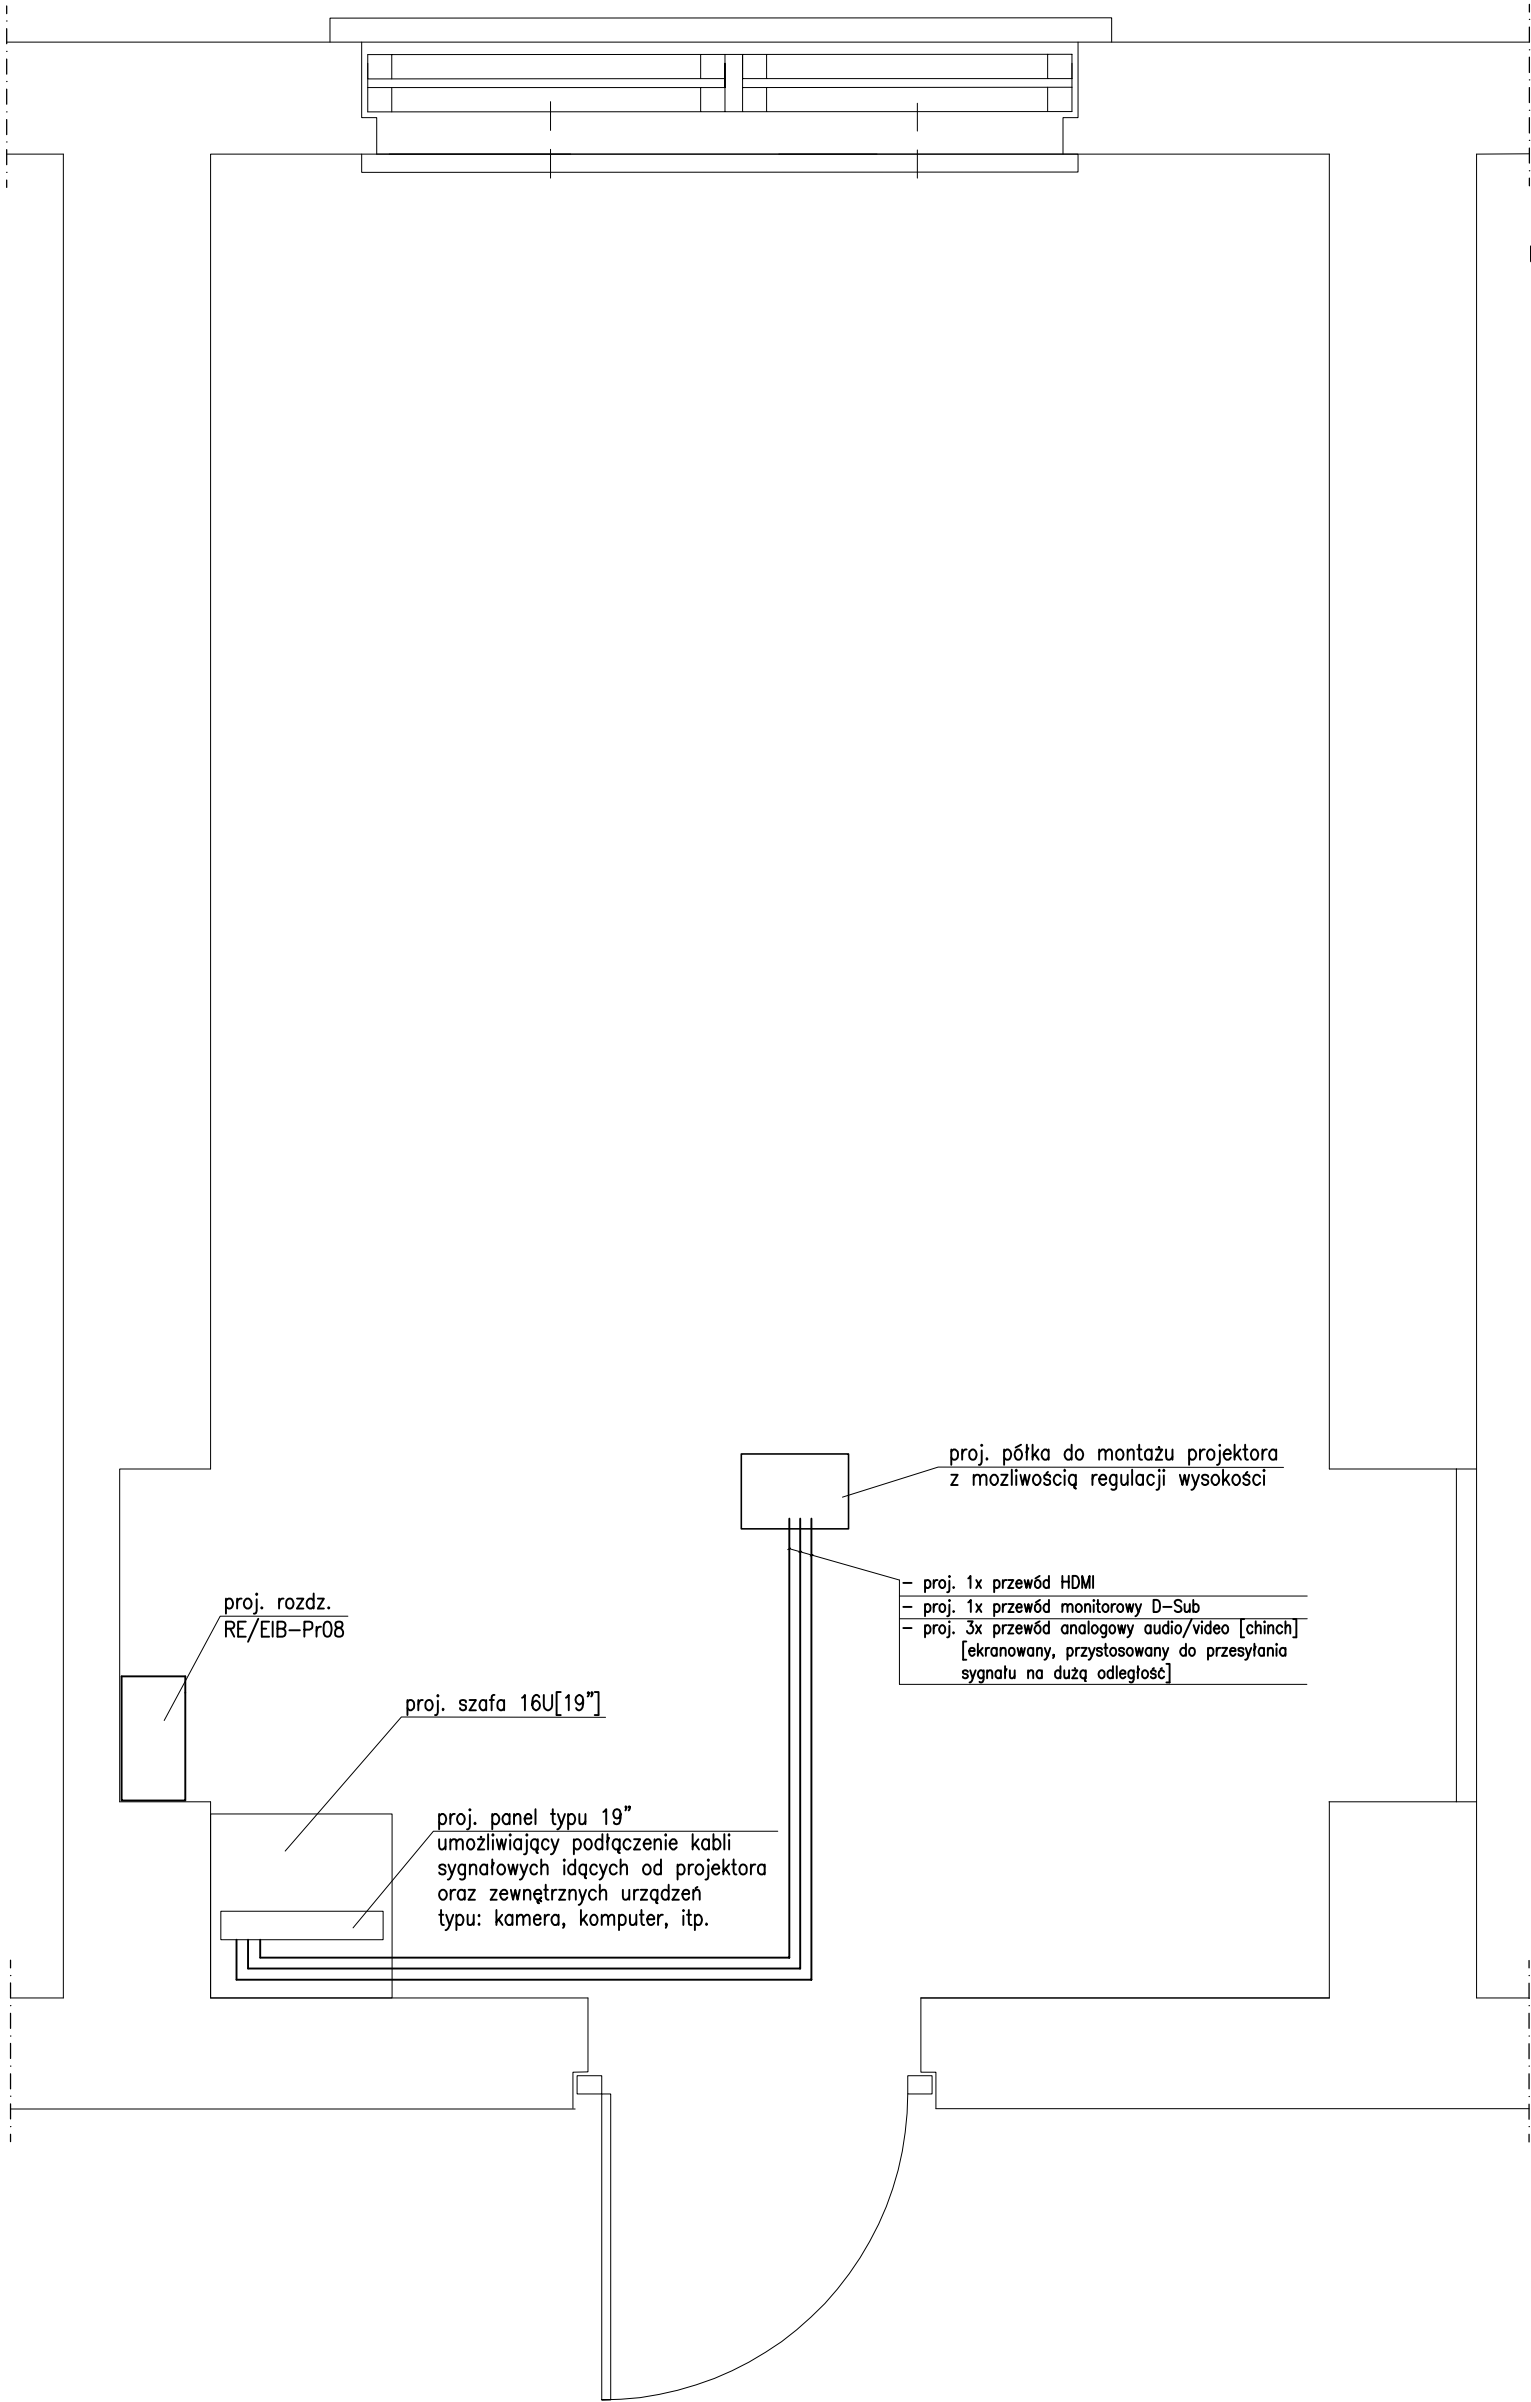 proj. półka do montażu projektora
z mozliwością regulacji wysokości
- proj. 1x przewód HDMI
- proj. 1x przewód monitorowy D-Sub
- proj. 3x przewód analogowy audio/video [chinch]
[ekranowany, przystosowany do przesyłania
sygnału na dużą odległość]
proj. rozdz.
RE/EIB-Pr08
proj. szafa 16U[19"]
proj. panel typu 19"
umożliwiający podłączenie kabli
sygnałowych idących od projektora
oraz zewnętrznych urządzeń
typu: kamera, komputer, itp.